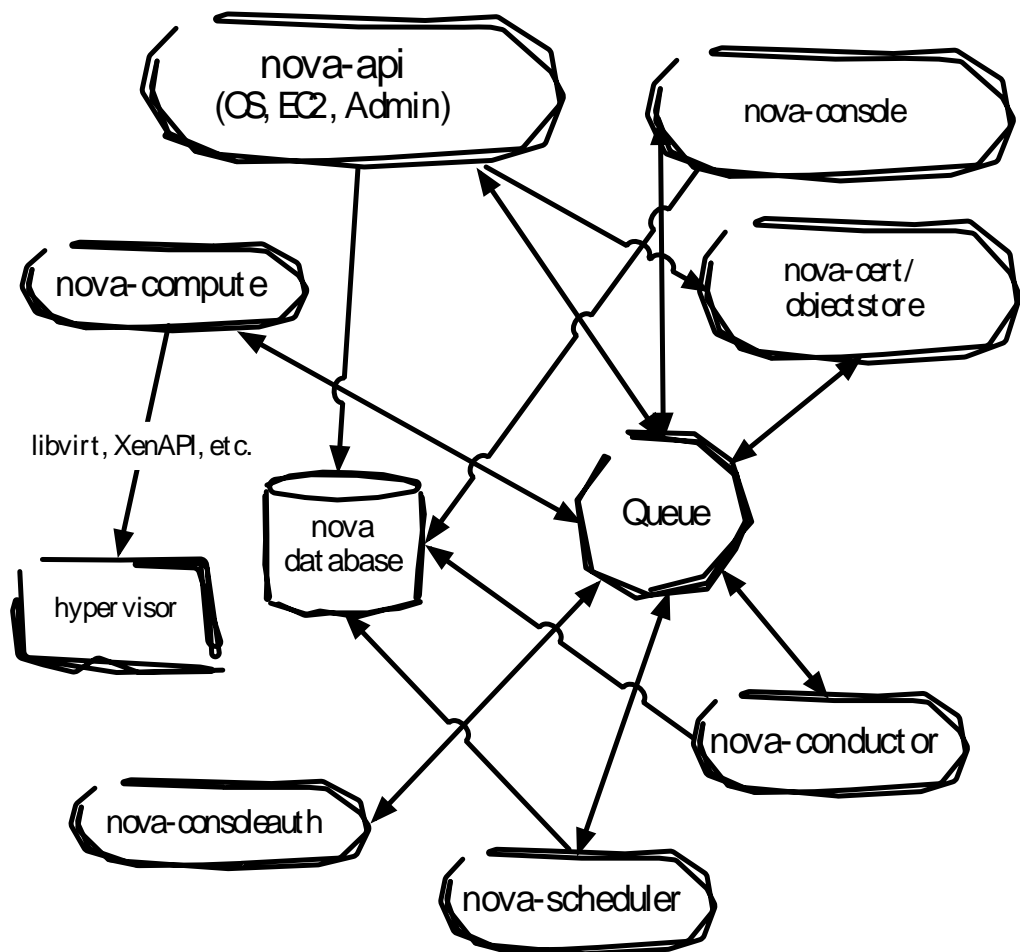 nova-api
(OS, EC2, Admin)
nova-console
nova-compute
nova-cert/
objectstore
libvirt, XenAPI, etc.
nova
database
Queue
hypervisor
nova-conductor
nova-consoleauth
nova-scheduler